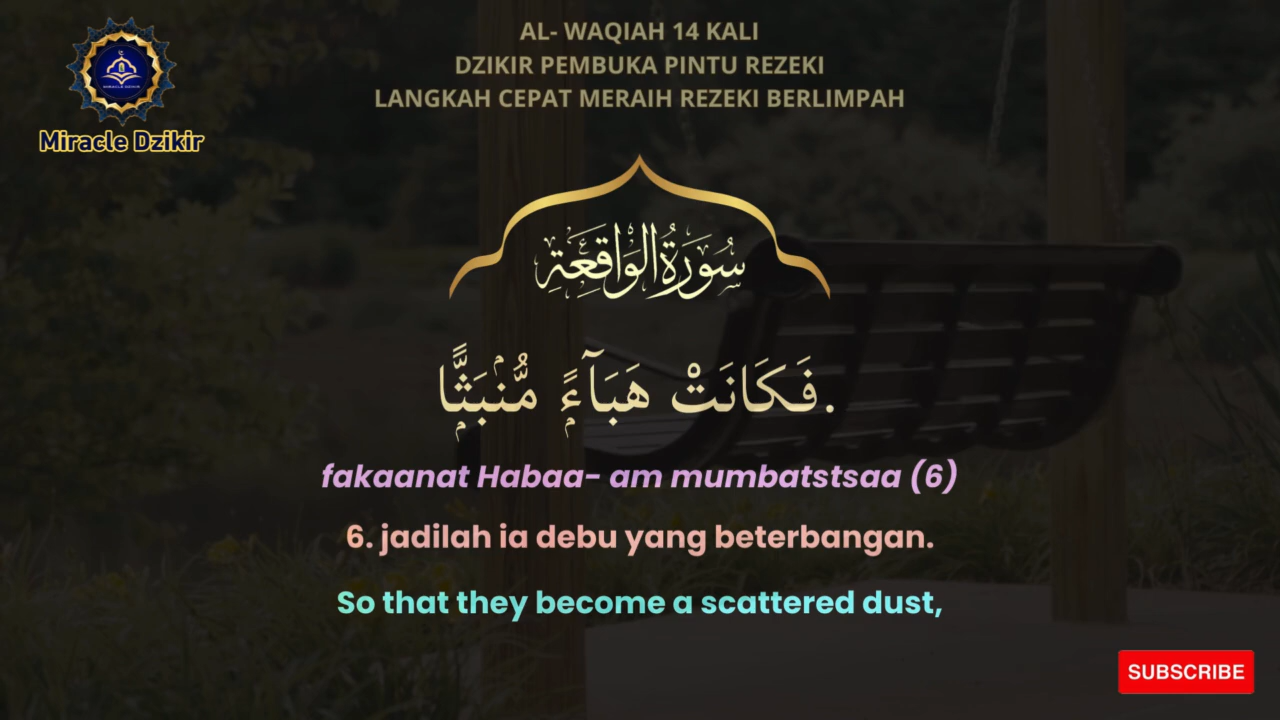 AL- WAQIAH 14 KALI
DZIKIR PEMBUKA PINTU REZEKI
LANGKAH CEPAT MERAIH REZEKI BERLIMPAH
MIRACLE DZIKIR
Miracle Dzikir
سُورَةُ الوَاقِعَةِ
.فَكَانَتْ هَبَآءً مُّنۢبَثًّا
fakaanat Habaa- am mumbatstsaa (6)
6. jadilah ia debu yang beterbangan.
So that they become a scattered dust,
SUBSCRIBE